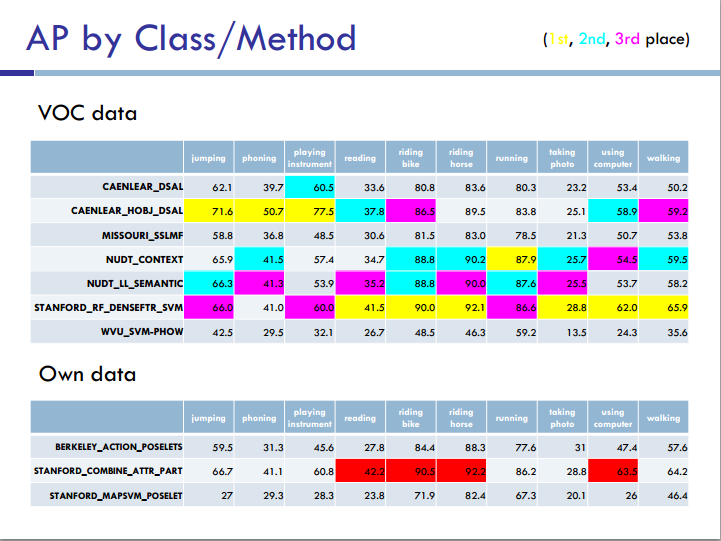 AP by Class/Method
(1st, 2nd, 3rd place)
VOC data
jumping phoning playing instrument reading riding bike riding horse running taking photo using computer walking
CAENLEAR_DSAL 62.1 39.7 60.5 33.6 80.8 83.6 80.3 23.2 53.4 50.2
CAENLEAR_HOBJ_DSAL 71.6 50.7 77.5 37.8 86.5 89.5 83.8 25.1 58.9 59.2
MISSOURI_SSLMF 58.8 36.8 48.5 30.6 81.5 83.0 78.5 21.3 50.7 53.8
NUDT_CONTEXT 65.9 41.5 57.4 34.7 88.8 90.2 87.9 25.7 54.5 59.5
NUDT_LL_SEMANTIC 66.3 41.3 53.9 35.2 88.8 90.0 87.6 25.5 53.7 58.2
STANFORD_RF_DENSEFTR_SVM 66.0 41.0 60.0 41.5 90.0 92.1 86.6 28.8 62.0 65.9
WVU_SVM-PHOW 42.5 29.5 32.1 26.7 48.5 46.3 59.2 13.5 24.3 35.6
Own data
jumping phoning playing instrument reading riding bike riding horse running taking photo using computer walking
BERKELEY_ACTION_POSELETS 59.5 31.3 45.6 27.8 84.4 88.3 77.6 31 47.4 57.6
STANFORD_COMBINE_ATTR_PART 66.7 41.1 60.8 42.2 90.5 92.2 86.2 28.8 63.5 64.2
STANFORD_MAPSVM_POSELET 27 29.3 28.3 23.8 71.9 82.4 67.3 20.1 26 46.4